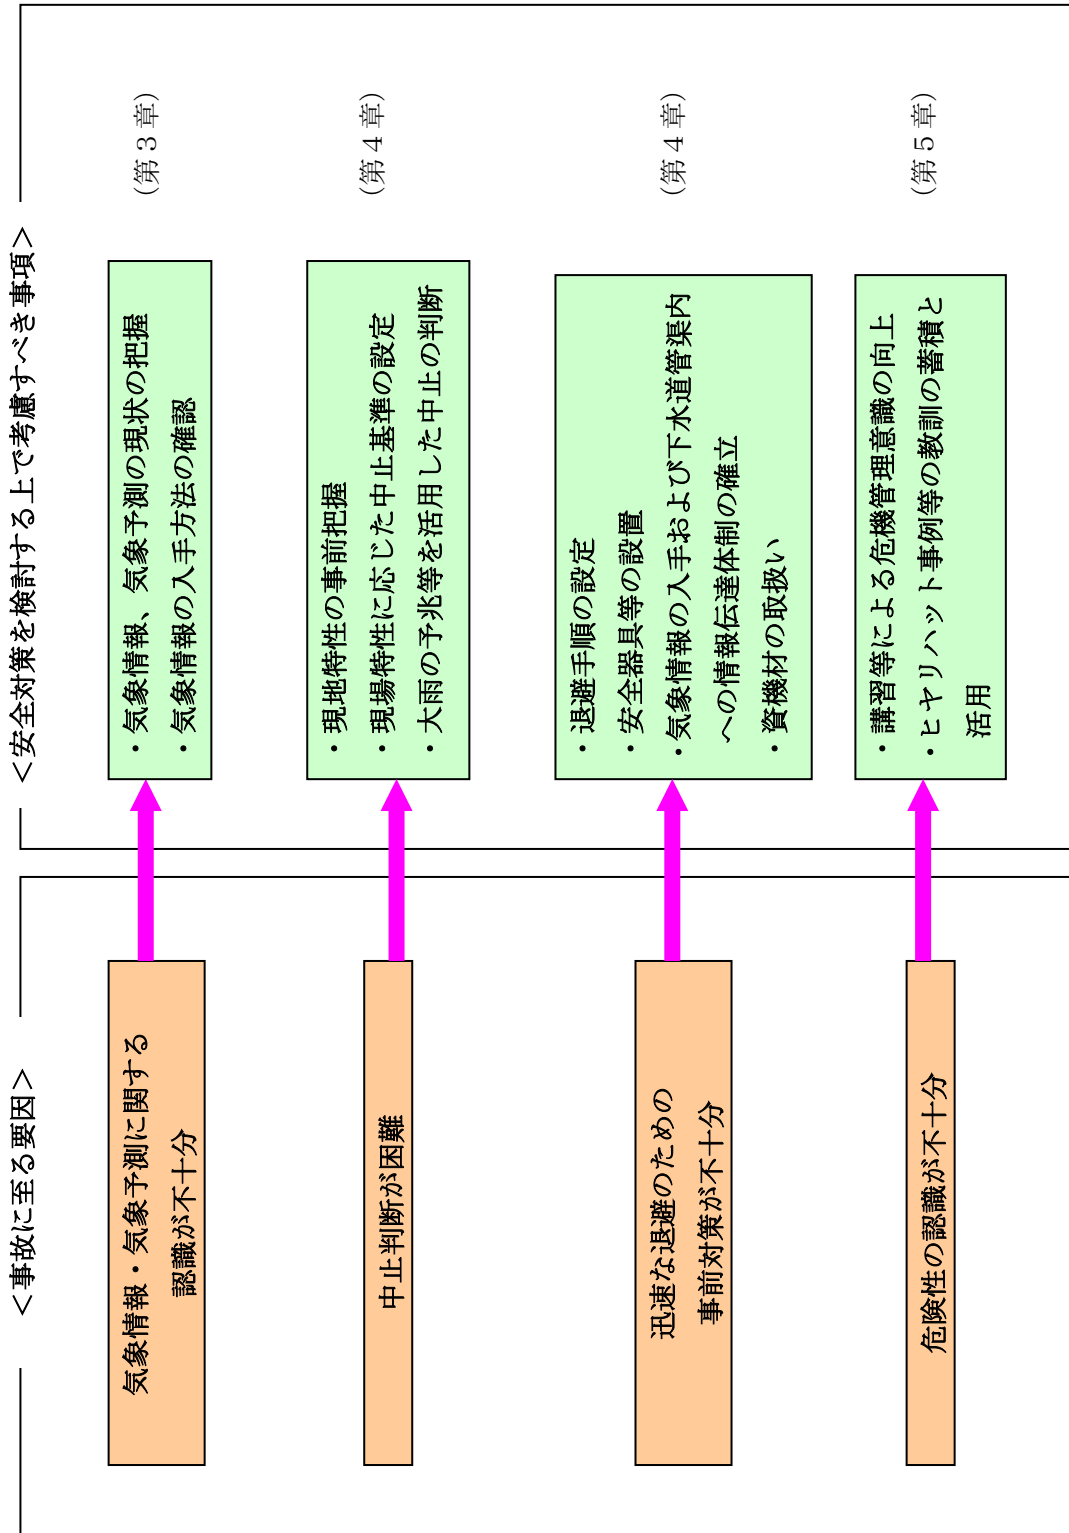 ＜事故に至る要因＞
＜安全対策を検討する上で考慮すべき事項＞
気象情報・気象予測に関する
認識が不十分
・気象情報、気象予測の現状の把握
・気象情報の入手方法の確認
（第３章）
中止判断が困難
・現地特性の事前把握
・現場特性に応じた中止基準の設定
・大雨の予兆等を活用した中止の判断
（第４章）
迅速な退避のための
事前対策が不十分
・退避手順の設定
・安全器具等の設置
・気象情報の入手および下水道管渠内
への情報伝達体制の確立
・資機材の取扱い
（第４章）
危険性の認識が不十分
・講習等による危機管理意識の向上
・ヒヤリハット事例等の教訓の蓄積と
活用
（第５章）